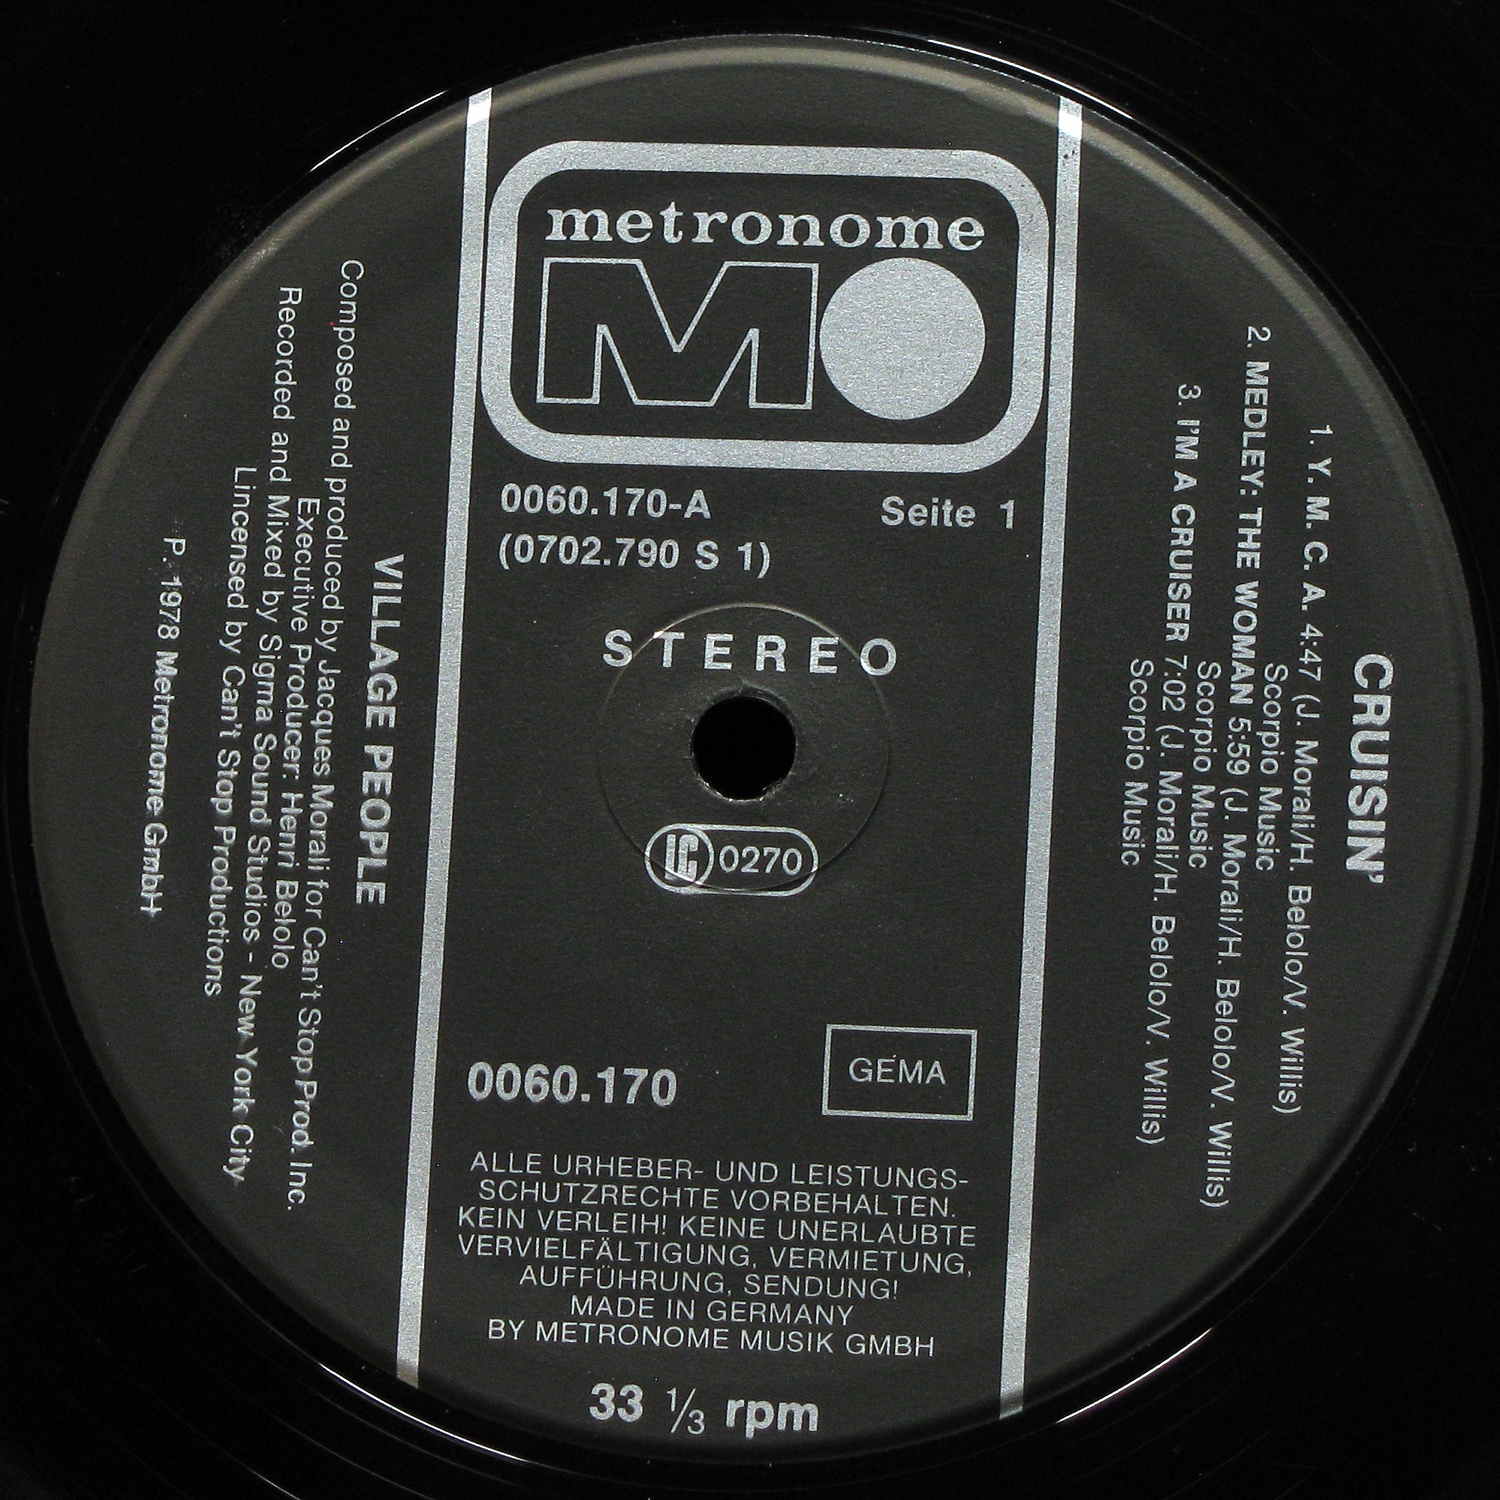 metronome
M
0060.170-A Seite 1
(0702.790 S 1)
STEREO
LC 0270
0060.170 GEMA
ALLE URHEBER- UND LEISTUNGS-
SCHUTZRECHTE VORBEHALTEN.
KEIN VERLEIH! KEINE UNERLAUBTE
VERVIELFÄLTIGUNG, VERMIETUNG,
AUFFÜHRUNG, SENDUNG!
MADE IN GERMANY
BY METRONOME MUSIK GMBH
33 1/3 rpm
CRUISIN'
1. Y. M. C. A. 4:47 (J. Morali/H. Belolo/V. Willis)
Scorpio Music
2. MEDLEY: THE WOMAN 5:59 (J. Morali/H. Belolo/V. Willis)
Scorpio Music
3. I'M A CRUISER 7:02 (J. Morali/H. Belolo/V. Willis)
Scorpio Music
VILLAGE PEOPLE
Composed and produced by Jacques Morali for Can't Stop Prod. Inc.
Executive Producer: Henri Belolo
Recorded and Mixed by Sigma Sound Studios - New York City
Lincensed by Can't Stop Productions
P. 1978 Metronome GmbH